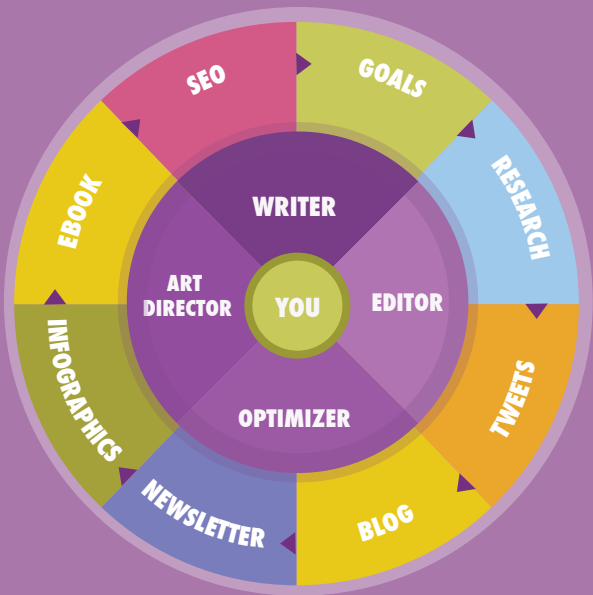 SEO
GOALS
RESEARCH
TWEETS
BLOG
NEWSLETTER
INFOGRAPHICS
EBOOK
WRITER
EDITOR
OPTIMIZER
ART
DIRECTOR
YOU